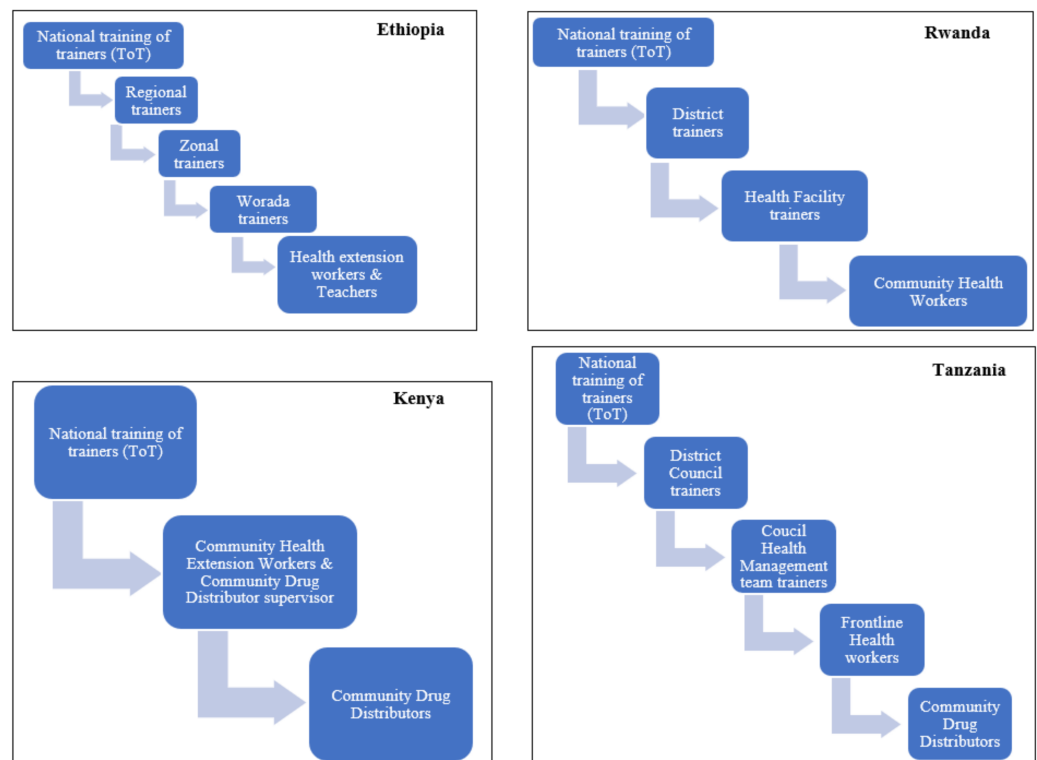 Ethiopia
National training of
trainers (ToT)
Regional
trainers
Zonal
trainers
Worada
trainers
Health extension
workers &
Teachers
Rwanda
National training of
trainers (ToT)
District
trainers
Health Facility
trainers
Community Health
Workers
Kenya
National training of
trainers (ToT)
Community Health
Extension Workers &
Community Drug
Distributor supervisor
Community Drug
Distributors
Tanzania
National
training of
trainers
(ToT)
District
Council
trainers
Coucil
Health
Management
team trainers
Frontline
Health
workers
Community
Drug
Distributors